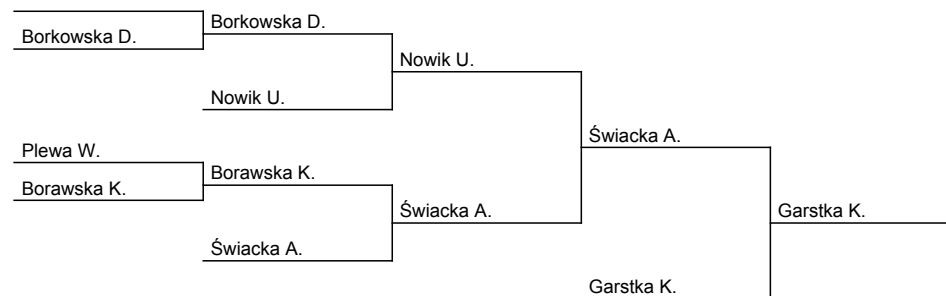 Borkowska D.
Borkowska D.
Nowik U.
Nowik U.
Plewa W.
Borawska K.
Borawska K.
Świacka A.
Świacka A.
Świacka A.
Garstka K.
Garstka K.